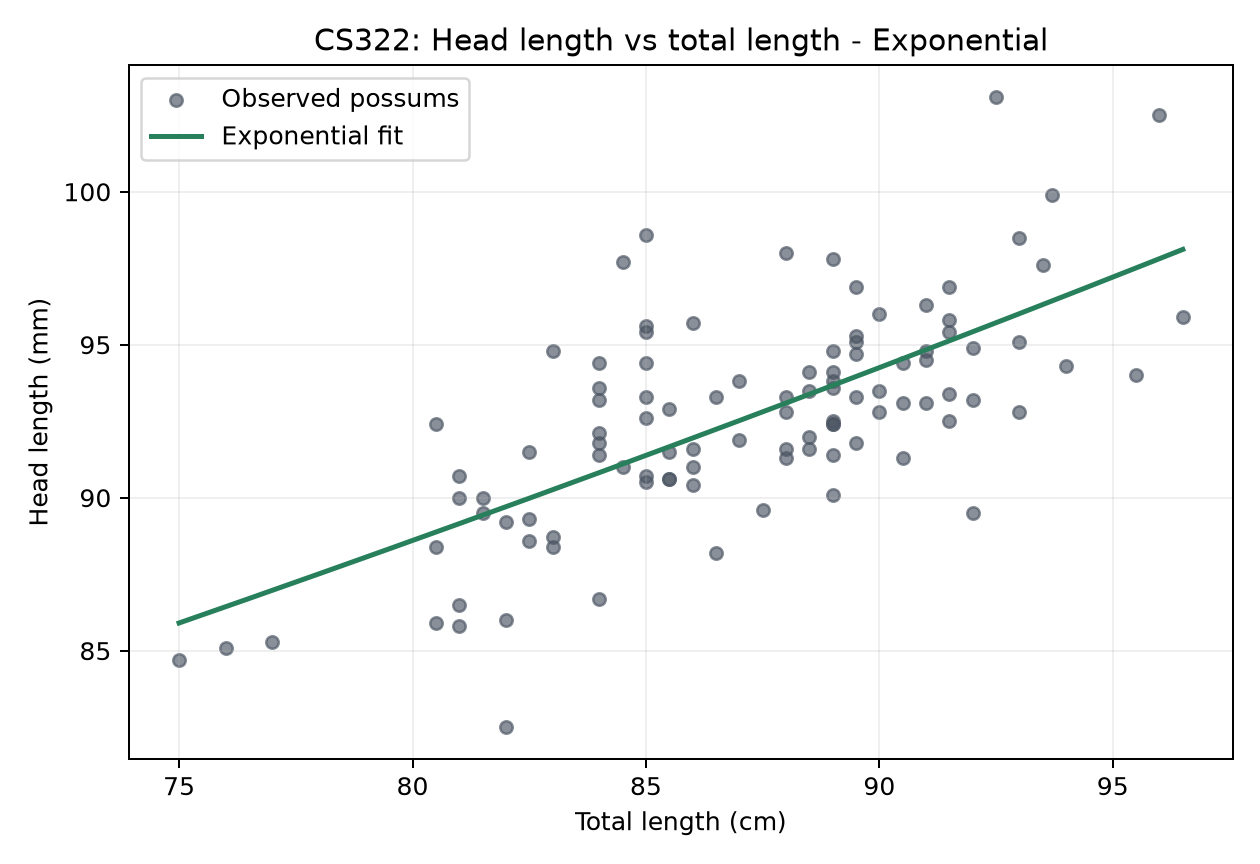 CS322: Head length vs total length - Exponential
Observed possums
Exponential fit
Head length (mm)
100
95
90
85
75 80 85 90 95
Total length (cm)